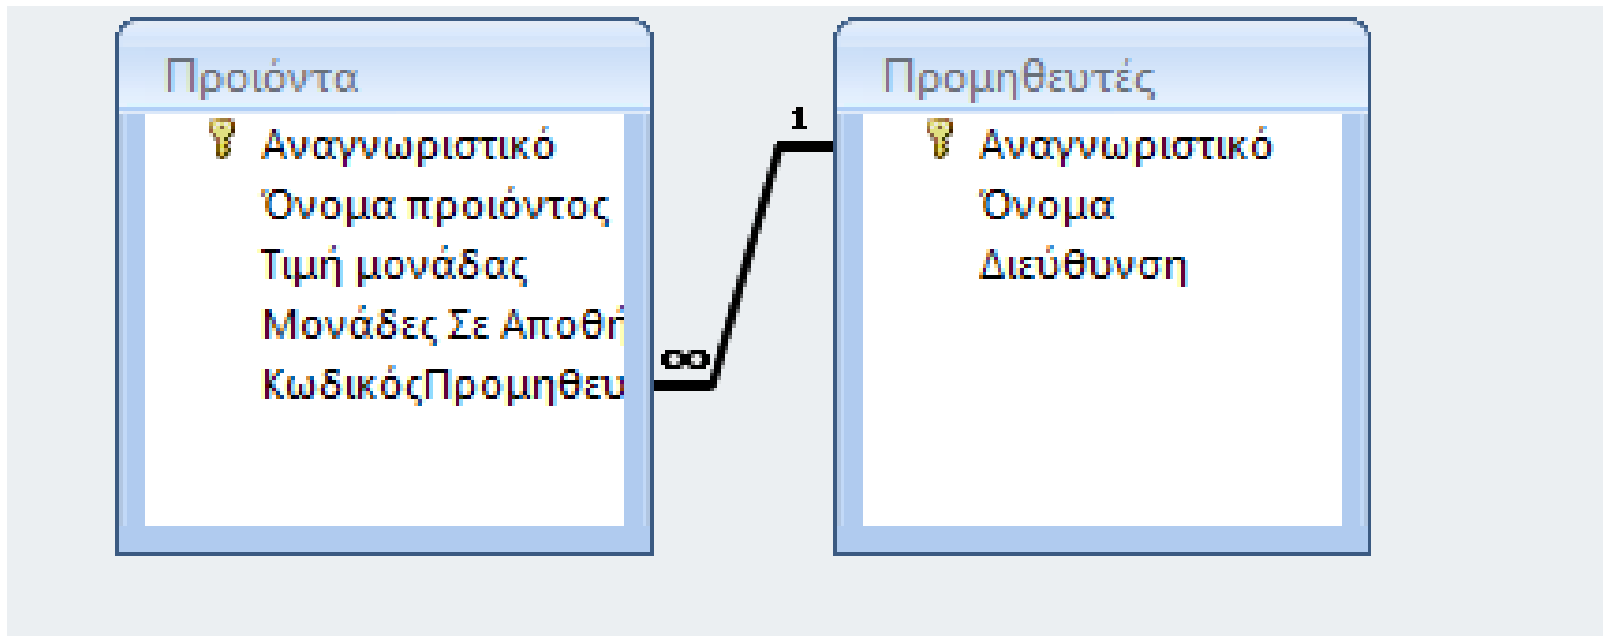 Προιόντα
Αναγνωριστικό
Όνομα προιόντος
Τιμή μονάδας
Μονάδες Σε Αποθή
ΚωδικόςΠρομηθευ
∞
1
Προμηθευτές
Αναγνωριστικό
Όνομα
Διεύθυνση